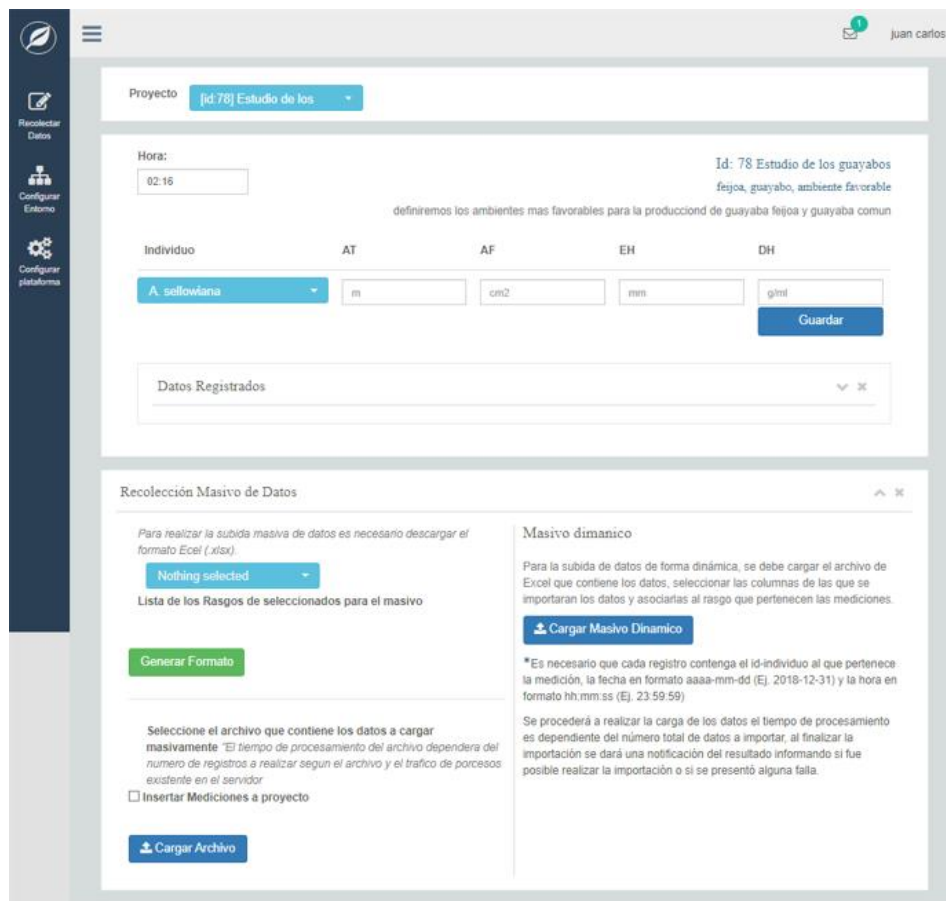 1
juan carlos
Recolectar
Datos
Configurar
Entorno
Configurar
plataforma
Proyecto
[id:78] Estudio de los
Hora:
02:16
Id: 78 Estudio de los guayabos
feijoa, guayabo, ambiente favorable
definiremos los ambientes mas favorables para la producciond de guayaba feijoa y guayaba comun
Individuo AT AF EH DH
A. sellowiana m cm2 mm g/ml
Guardar
Datos Registrados
Recolección Masivo de Datos
Para realizar la subida masiva de datos es necesario descargar el
formato Ecel (.xlsx).
Nothing selected
Lista de los Rasgos de seleccionados para el masivo
Generar Formato
Seleccione el archivo que contiene los datos a cargar
masivamente "El tiempo de procesamiento del archivo dependera del
numero de registros a realizar segun el archivo y el trafico de porcesos
existente en el servidor
Insertar Mediciones a proyecto
Cargar Archivo
Masivo dimanico
Para la subida de datos de forma dinámica, se debe cargar el archivo de
Excel que contiene los datos, seleccionar las columnas de las que se
importaran los datos y asociarlas al rasgo que pertenecen las mediciones.
Cargar Masivo Dinamico
*Es necesario que cada registro contenga el id-individuo al que pertenece
la medición, la fecha en formato aaaa-mm-dd (Ej. 2018-12-31) y la hora en
formato hh:mm:ss (Ej. 23:59:59)
Se procederá a realizar la carga de los datos el tiempo de procesamiento
es dependiente del número total de datos a importar, al finalizar la
importación se dará una notificación del resultado informando si fue
posible realizar la importación o si se presentó alguna falla.